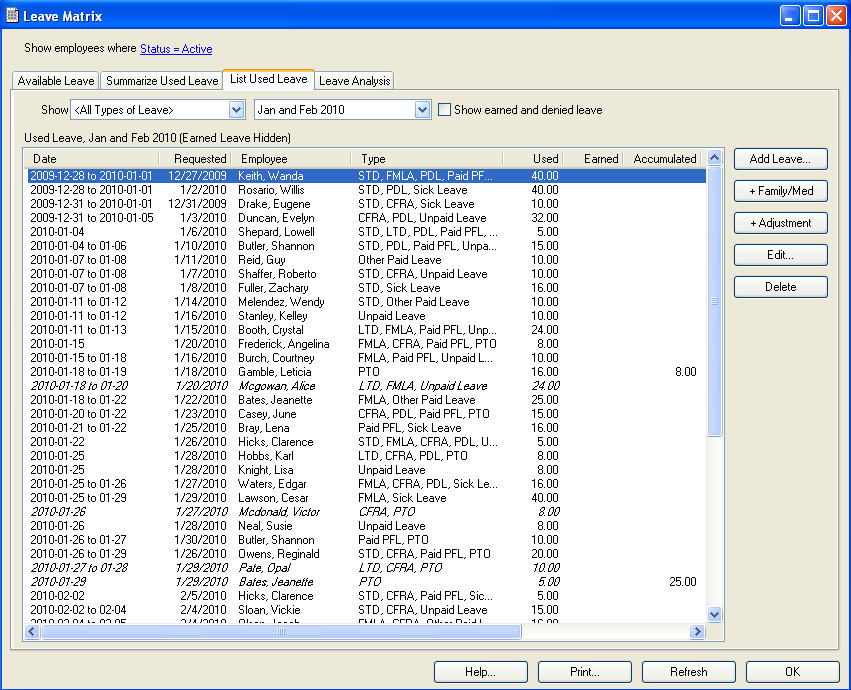 Leave Matrix
Show employees where Status = Active
Available Leave Summarize Used Leave List Used Leave Leave Analysis
Show <All Types of Leave> Jan and Feb 2010 Show earned and denied leave
Used Leave, Jan and Feb 2010 (Earned Leave Hidden)
Date Requested Employee Type Used Earned Accumulated
2009-12-28 to 2010-01-01 12/27/2009 Keith, Wanda STD, FMLA, PDL, Paid PF... 40.00
2009-12-28 to 2010-01-01 1/2/2010 Rosario, Willis STD, PDL, Sick Leave 40.00
2009-12-31 to 2010-01-01 12/31/2009 Drake, Eugene STD, CFRA, Sick Leave 10.00
2009-12-31 to 2010-01-05 1/3/2010 Duncan, Evelyn CFRA, PDL, Unpaid Leave 32.00
2010-01-04 1/6/2010 Shepard, Lowell STD, LTD, PDL, Paid PFL, ... 5.00
2010-01-04 to 01-06 1/10/2010 Butler, Shannon STD, PDL, Paid PFL, Unpa... 15.00
2010-01-07 to 01-08 1/11/2010 Reid, Guy Other Paid Leave 10.00
2010-01-07 to 01-08 1/7/2010 Shaffer, Roberto STD, CFRA, Unpaid Leave 10.00
2010-01-07 to 01-08 1/8/2010 Fuller, Zachary STD, Sick Leave 16.00
2010-01-11 to 01-12 1/14/2010 Melendez, Wendy STD, Other Paid Leave 10.00
2010-01-11 to 01-12 1/16/2010 Stanley, Kelley Unpaid Leave 10.00
2010-01-11 to 01-13 1/15/2010 Booth, Crystal LTD, FMLA, Paid PFL, Unp... 24.00
2010-01-15 1/20/2010 Frederick, Angelina FMLA, CFRA, Paid PFL, PTO 8.00
2010-01-15 to 01-18 1/16/2010 Burch, Courtney FMLA, Paid PFL, Unpaid L... 10.00
2010-01-18 to 01-19 1/18/2010 Gamble, Leticia PTO 16.00 8.00
2010-01-18 to 01-20 1/20/2010 Mcgowan, Alice LTD, FMLA, Unpaid Leave 24.00
2010-01-18 to 01-22 1/22/2010 Bates, Jeanette FMLA, Other Paid Leave 25.00
2010-01-20 to 01-22 1/23/2010 Casey, June CFRA, PDL, Paid PFL, PTO 15.00
2010-01-21 to 01-22 1/25/2010 Bray, Lena Paid PFL, Sick Leave 16.00
2010-01-22 1/26/2010 Hicks, Clarence STD, FMLA, CFRA, PDL, U... 5.00
2010-01-25 1/28/2010 Hobbs, Karl LTD, CFRA, PDL, PTO 8.00
2010-01-25 1/28/2010 Knight, Lisa Unpaid Leave 8.00
2010-01-25 to 01-26 1/27/2010 Waters, Edgar FMLA, CFRA, PDL, Sick Le... 16.00
2010-01-25 to 01-29 1/29/2010 Lawson, Cesar FMLA, Sick Leave 40.00
2010-01-26 1/27/2010 Mcdonald, Victor CFRA, PTO 8.00
2010-01-26 1/28/2010 Neal, Susie Unpaid Leave 8.00
2010-01-26 to 01-27 1/30/2010 Butler, Shannon Paid PFL, PTO 10.00
2010-01-26 to 01-29 1/26/2010 Owens, Reginald STD, CFRA, Paid PFL, PTO 20.00
2010-01-27 to 01-28 1/29/2010 Pate, Opal LTD, CFRA, PTO 10.00
2010-01-29 1/29/2010 Bates, Jeanette PTO 5.00 25.00
2010-02-02 2/5/2010 Hicks, Clarence STD, CFRA, Paid PFL, Sic... 5.00
2010-02-02 to 02-04 2/4/2010 Sloan, Vickie STD, CFRA, Unpaid Leave 15.00
Add Leave...
+ Family/Med
+ Adjustment
Edit...
Delete
Help... Print... Refresh OK